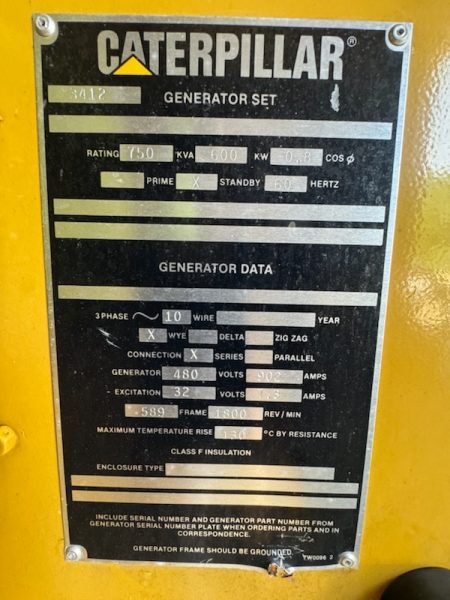 CATERPILLAR®
3412 GENERATOR SET
RATING 750 KVA 600 KW 0.8 COS Ø
PRIME X STANDBY 60 HERTZ
GENERATOR DATA
3 PHASE ~ 10 WIRE YEAR
X WYE DELTA ZIG ZAG
CONNECTION X SERIES PARALLEL
GENERATOR 480 VOLTS 902 AMPS
EXCITATION 32 VOLTS AMPS
589 FRAME 1800 REV/MIN
MAXIMUM TEMPERATURE RISE 130 °C BY RESISTANCE
CLASS F INSULATION
ENCLOSURE TYPE
INCLUDE SERIAL NUMBER AND GENERATOR PART NUMBER FROM
GENERATOR SERIAL NUMBER PLATE WHEN ORDERING PARTS AND IN
CORRESPONDENCE.
GENERATOR FRAME SHOULD BE GROUNDED.